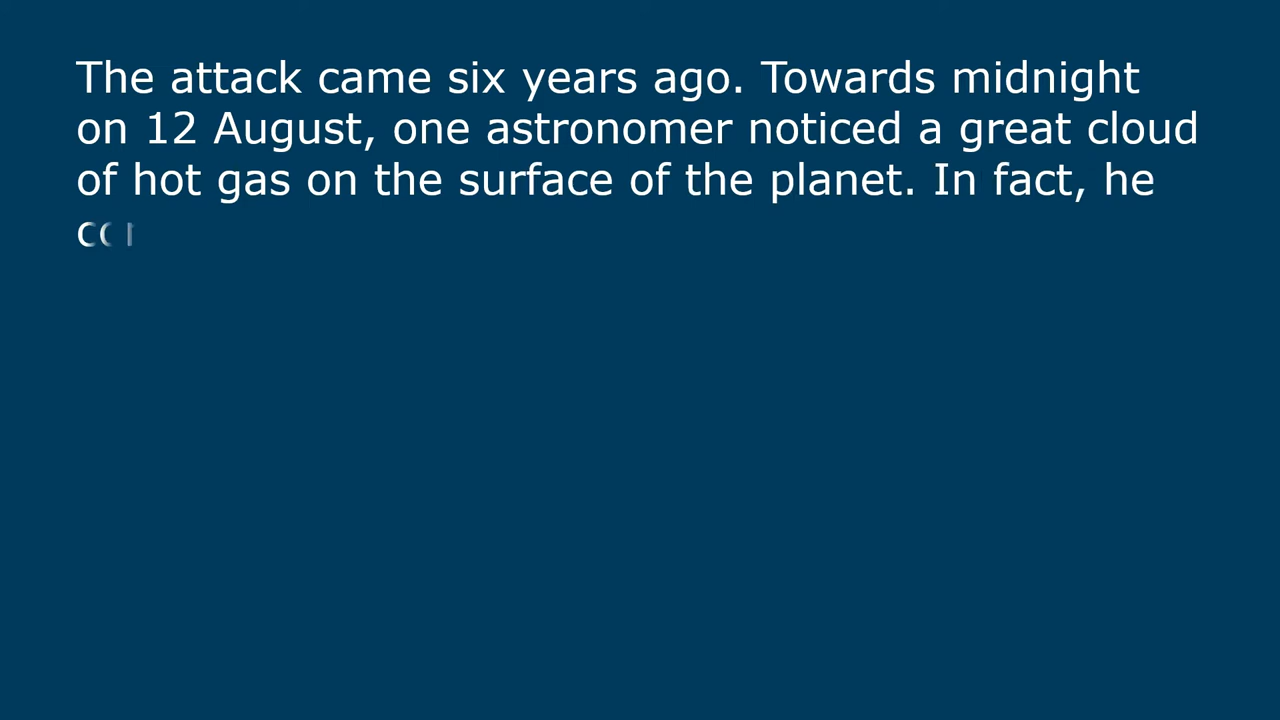 The attack came six years ago. Towards midnight
on 12 August, one astronomer noticed a great cloud
of hot gas on the surface of the planet. In fact, he